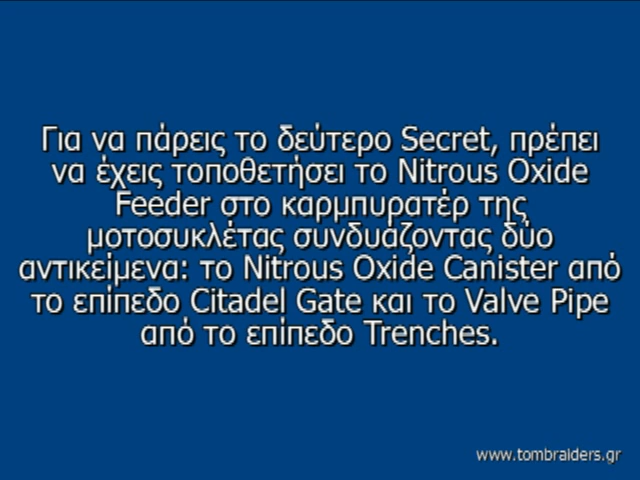 Για να πάρεις το δεύτερο Secret, πρέπει
να έχεις τοποθετήσει το Nitrous Oxide
Feeder στο καρμπυρατέρ της
μοτοσυκλέτας συνδυάζοντας δύο
αντικείμενα: το Nitrous Oxide Canister από
το επίπεδο Citadel Gate και το Valve Pipe
από το επίπεδο Trenches.
www.tombraiders.gr